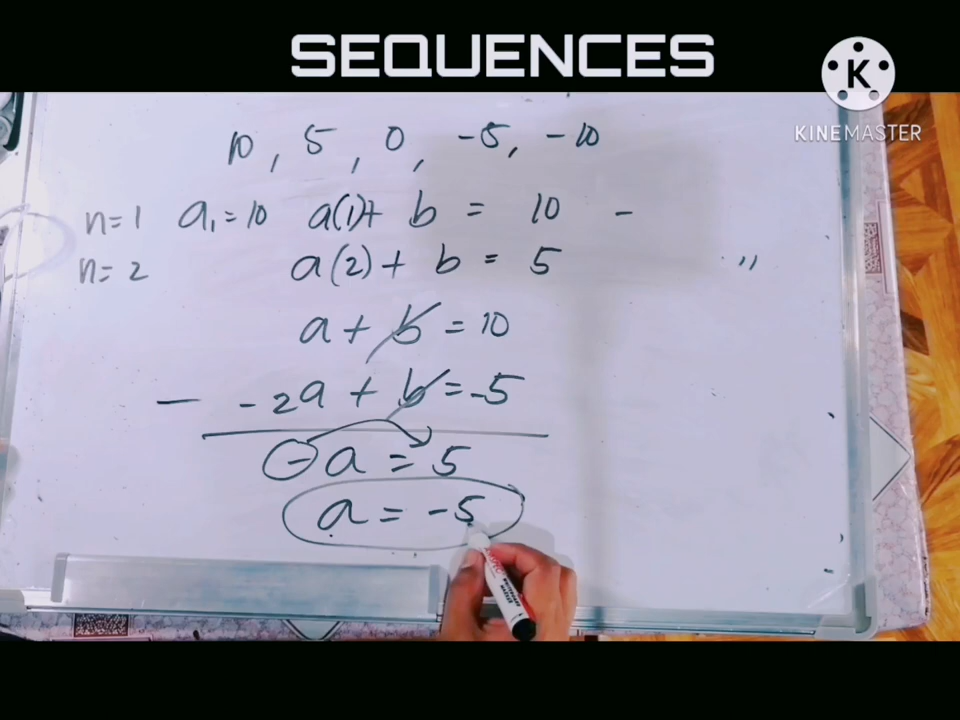 SEQUENCES
K
KINEMASTER
10, 5, 0, -5, -10
n=1 a₁=10 a(1)+ b = 10 -
n=2 a(2)+ b = 5 ,,
a + b = 10
- -2a + b = -5
-a = 5
a = -5